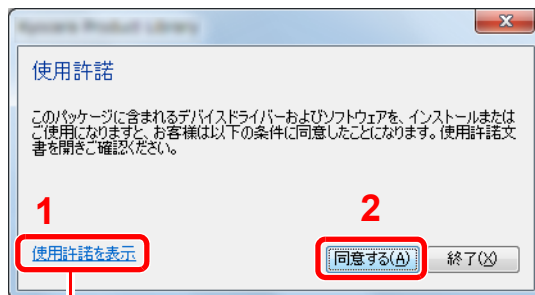 使用許諾
このパッケージに含まれるデバイスドライバーおよびソフトウェアを、インストールまたは
ご使用になりますと、お客様は以下の条件に同意したことになります。使用許諾文
書を開きご確認ください。
1
2
使用許諾を表示
同意する(A)
終了(X)